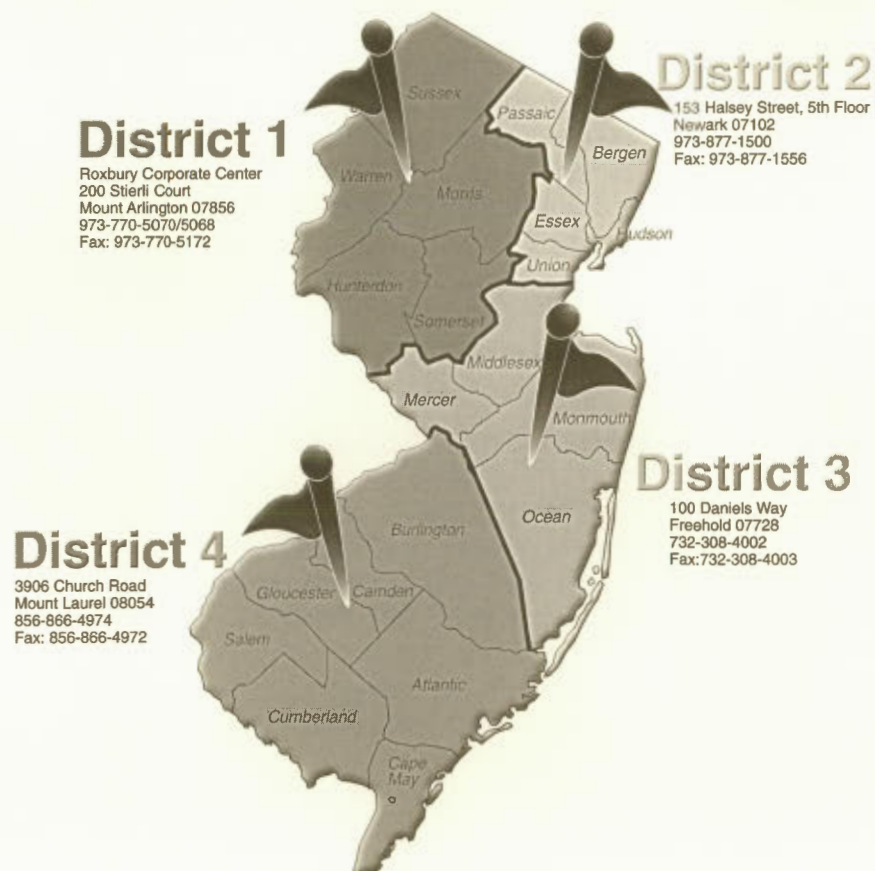 District 1
Roxbury Corporate Center
200 Stierli Court
Mount Arlington 07856
973-770-5070/5068
Fax: 973-770-5172
District 2
153 Halsey Street, 5th Floor
Newark 07102
973-877-1500
Fax: 973-877-1556
Sussex
Passaic
Bergen
Warren
Morris
Essex
Hudson
Union
Hunterdon
Somerset
Middlesex
Mercer
Monmouth
District 3
100 Daniels Way
Freehold 07728
732-308-4002
Fax:732-308-4003
Ocean
Burlington
District 4
3906 Church Road
Mount Laurel 08054
856-866-4974
Fax: 856-866-4972
Gloucester
Camden
Salem
Atlantic
Cumberland
Cape
May